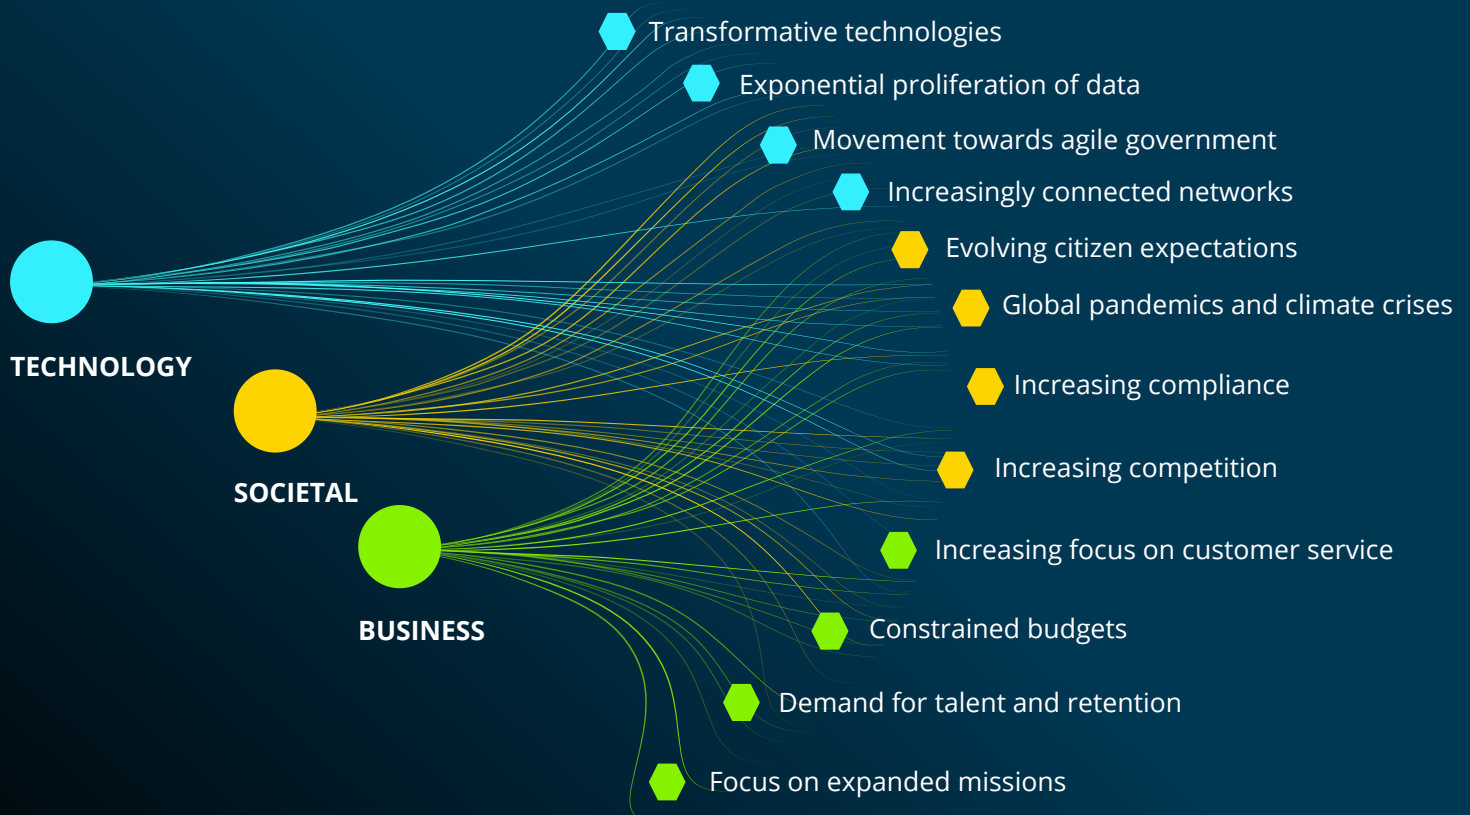 Transformative technologies
Exponential proliferation of data
Movement towards agile government
Increasingly connected networks
Evolving citizen expectations
Global pandemics and climate crises
TECHNOLOGY
Increasing compliance
Increasing competition
SOCIETAL
Increasing focus on customer service
BUSINESS
Constrained budgets
Demand for talent and retention
Focus on expanded missions